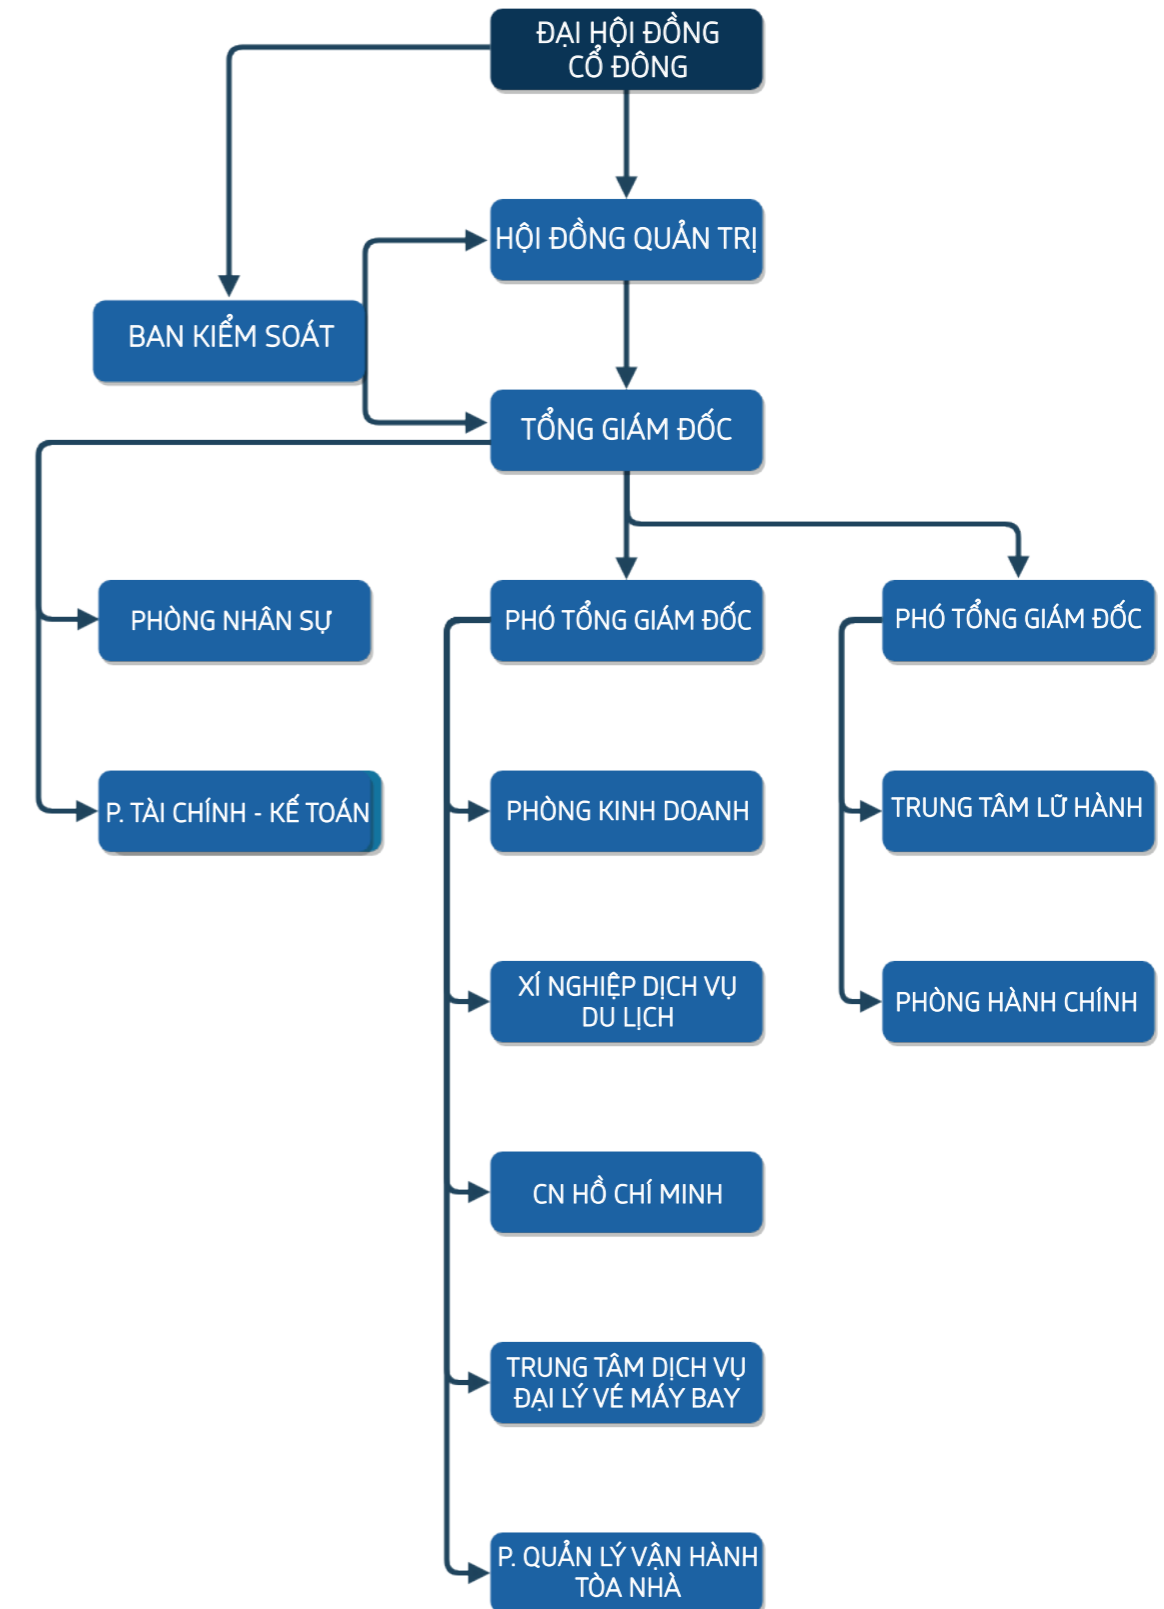 ĐẠI HỘI ĐỒNG
CỔ ĐÔNG
HỘI ĐỒNG QUẢN TRỊ
BAN KIỂM SOÁT
TỔNG GIÁM ĐỐC
PHÒNG NHÂN SỰ
PHÓ TỔNG GIÁM ĐỐC
PHÓ TỔNG GIÁM ĐỐC
P. TÀI CHÍNH - KẾ TOÁN
PHÒNG KINH DOANH
TRUNG TÂM LỮ HÀNH
XÍ NGHIỆP DỊCH VỤ
DU LỊCH
PHÒNG HÀNH CHÍNH
CN HỒ CHÍ MINH
TRUNG TÂM DỊCH VỤ
ĐẠI LÝ VÉ MÁY BAY
P. QUẢN LÝ VẬN HÀNH
TÒA NHÀ